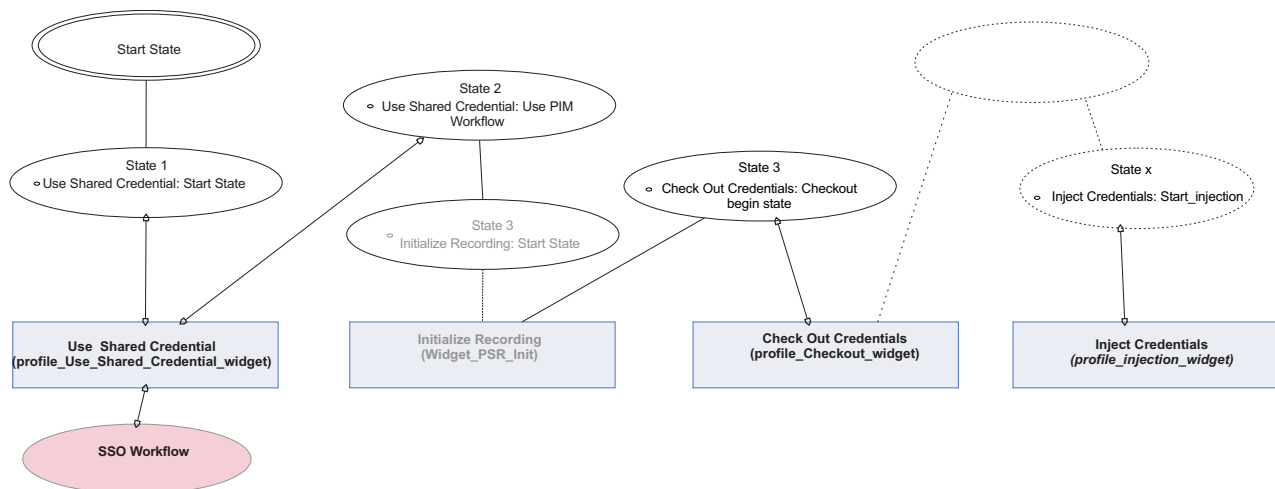 Start State
State 1
Use Shared Credential: Start State
State 2
Use Shared Credential: Use PIM
Workflow
State 3
Initialize Recording: Start State
State 3
Check Out Credentials: Checkout
begin state
State x
Inject Credentials: Start_injection
Use Shared Credential
(profile_Use_Shared_Credential_widget)
Initialize Recording
(Widget_PSR_Init)
Check Out Credentials
(profile_Checkout_widget)
Inject Credentials
(profile_injection_widget)
SSO Workflow